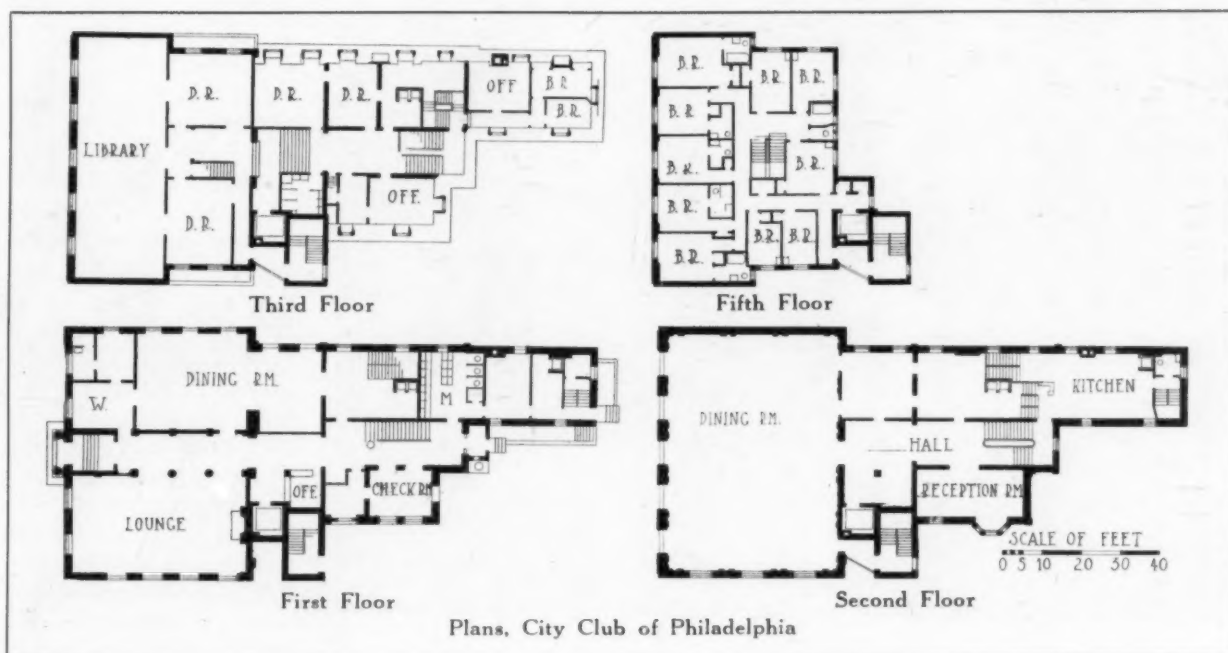 LIBRARY
D.R.
D.R.
D.R.
OFF
B.R.
B.R.
D.R.
OFF.
Third Floor
B.R.
B.R.
B.R.
B.R.
B.R.
B.R.
B.R.
B.R.
B.R.
B.R.
Fifth Floor
W.
DINING RM.
M
LOUNGE
OFF.
CHECK RM
First Floor
DINING RM.
HALL
KITCHEN
RECEPTION RM.
SCALE OF FEET
0 5 10 20 30 40
Second Floor
Plans, City Club of Philadelphia